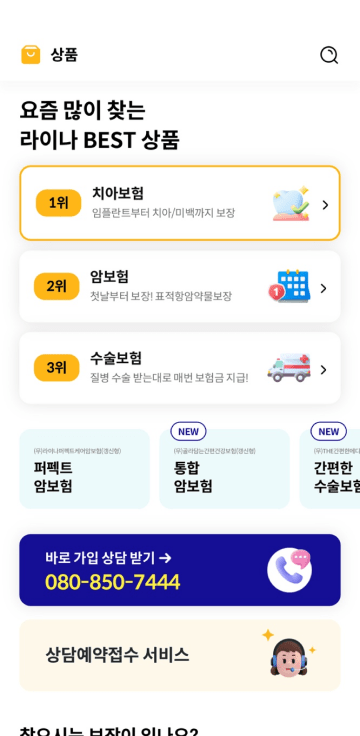 상품
요즘 많이 찾는
라이나 BEST 상품
1위
치아보험
임플란트부터 치아/미백까지 보장
2위
암보험
첫날부터 보장! 표적항암약물보장
1
3위
수술보험
질병 수술 받는대로 매번 보험금 지급!
(무)라이나퍼펙트케어암보험(갱신형)
퍼펙트
암보험
NEW
(무)골라담는간편건강보험(갱신형)
통합
암보험
NEW
(무)THE간편한
간편한
수술보험
바로 가입 상담 받기 →
080-850-7444
상담예약접수 서비스
찾으시는 보장이 있나요?